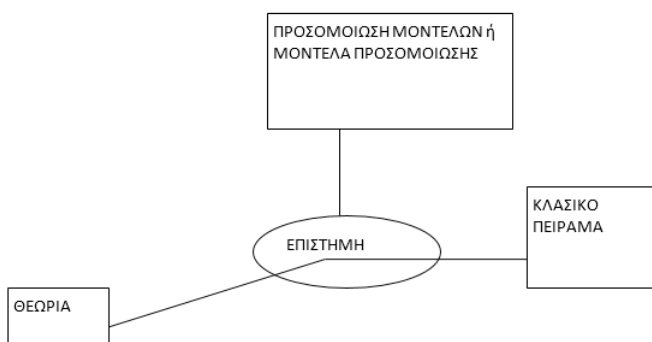 ΠΡΟΣΟΜΟΙΩΣΗ ΜΟΝΤΕΛΩΝ ή
ΜΟΝΤΕΛΑ ΠΡΟΣΟΜΟΙΩΣΗΣ
ΚΛΑΣΙΚΟ
ΠΕΙΡΑΜΑ
ΕΠΙΣΤΗΜΗ
ΘΕΩΡΙΑ